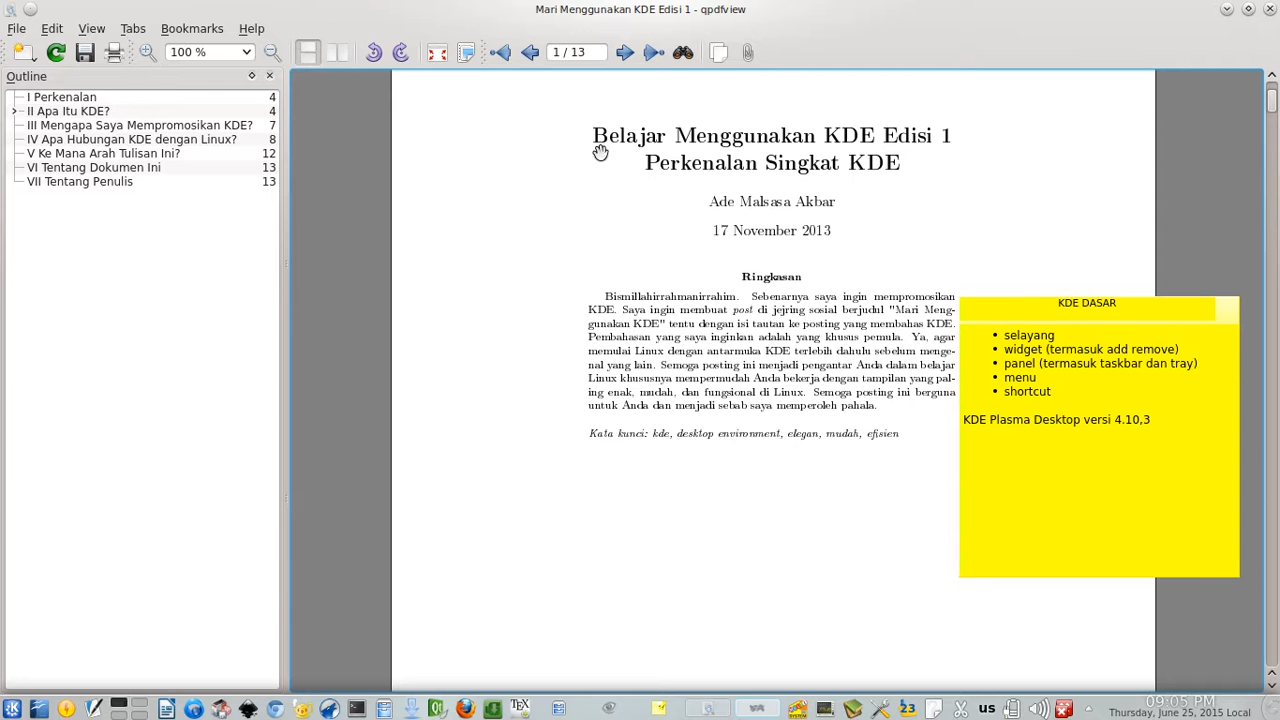 Mari Menggunakan KDE Edisi 1 - qpdfview
File Edit View Tabs Bookmarks Help
100 %
1 / 13
Outline
I Perkenalan 4
II Apa Itu KDE? 4
III Mengapa Saya Mempromosikan KDE? 7
IV Apa Hubungan KDE dengan Linux? 8
V Ke Mana Arah Tulisan Ini? 12
VI Tentang Dokumen Ini 13
VII Tentang Penulis 13
Belajar Menggunakan KDE Edisi 1
Perkenalan Singkat KDE
Ade Malsasa Akbar
17 November 2013
Ringkasan
Bismillahirrahmanirrahim. Sebenarnya saya ingin mempromosikan
KDE. Saya ingin membuat post di jejring sosial berjudul "Mari Meng-
gunakan KDE" tentu dengan isi tautan ke posting yang membahas KDE.
Pembahasan yang saya inginkan adalah yang khusus pemula. Ya, agar
memulai Linux dengan antarmuka KDE terlebih dahulu sebelum menge-
nal yang lain. Semoga posting ini menjadi pengantar Anda dalam belajar
Linux khususnya mempermudah Anda bekerja dengan tampilan yang pal-
ing enak, mudah, dan fungsional di Linux. Semoga posting ini berguna
untuk Anda dan menjadi sebab saya memperoleh pahala.
Kata kunci: kde, desktop environment, elegan, mudah, efisien
KDE DASAR
• selayang
• widget (termasuk add remove)
• panel (termasuk taskbar dan tray)
• menu
• shortcut
KDE Plasma Desktop versi 4.10,3
TEX
SYSTEM
23
us
09:05 PM
Thursday, June 25, 2015 Local